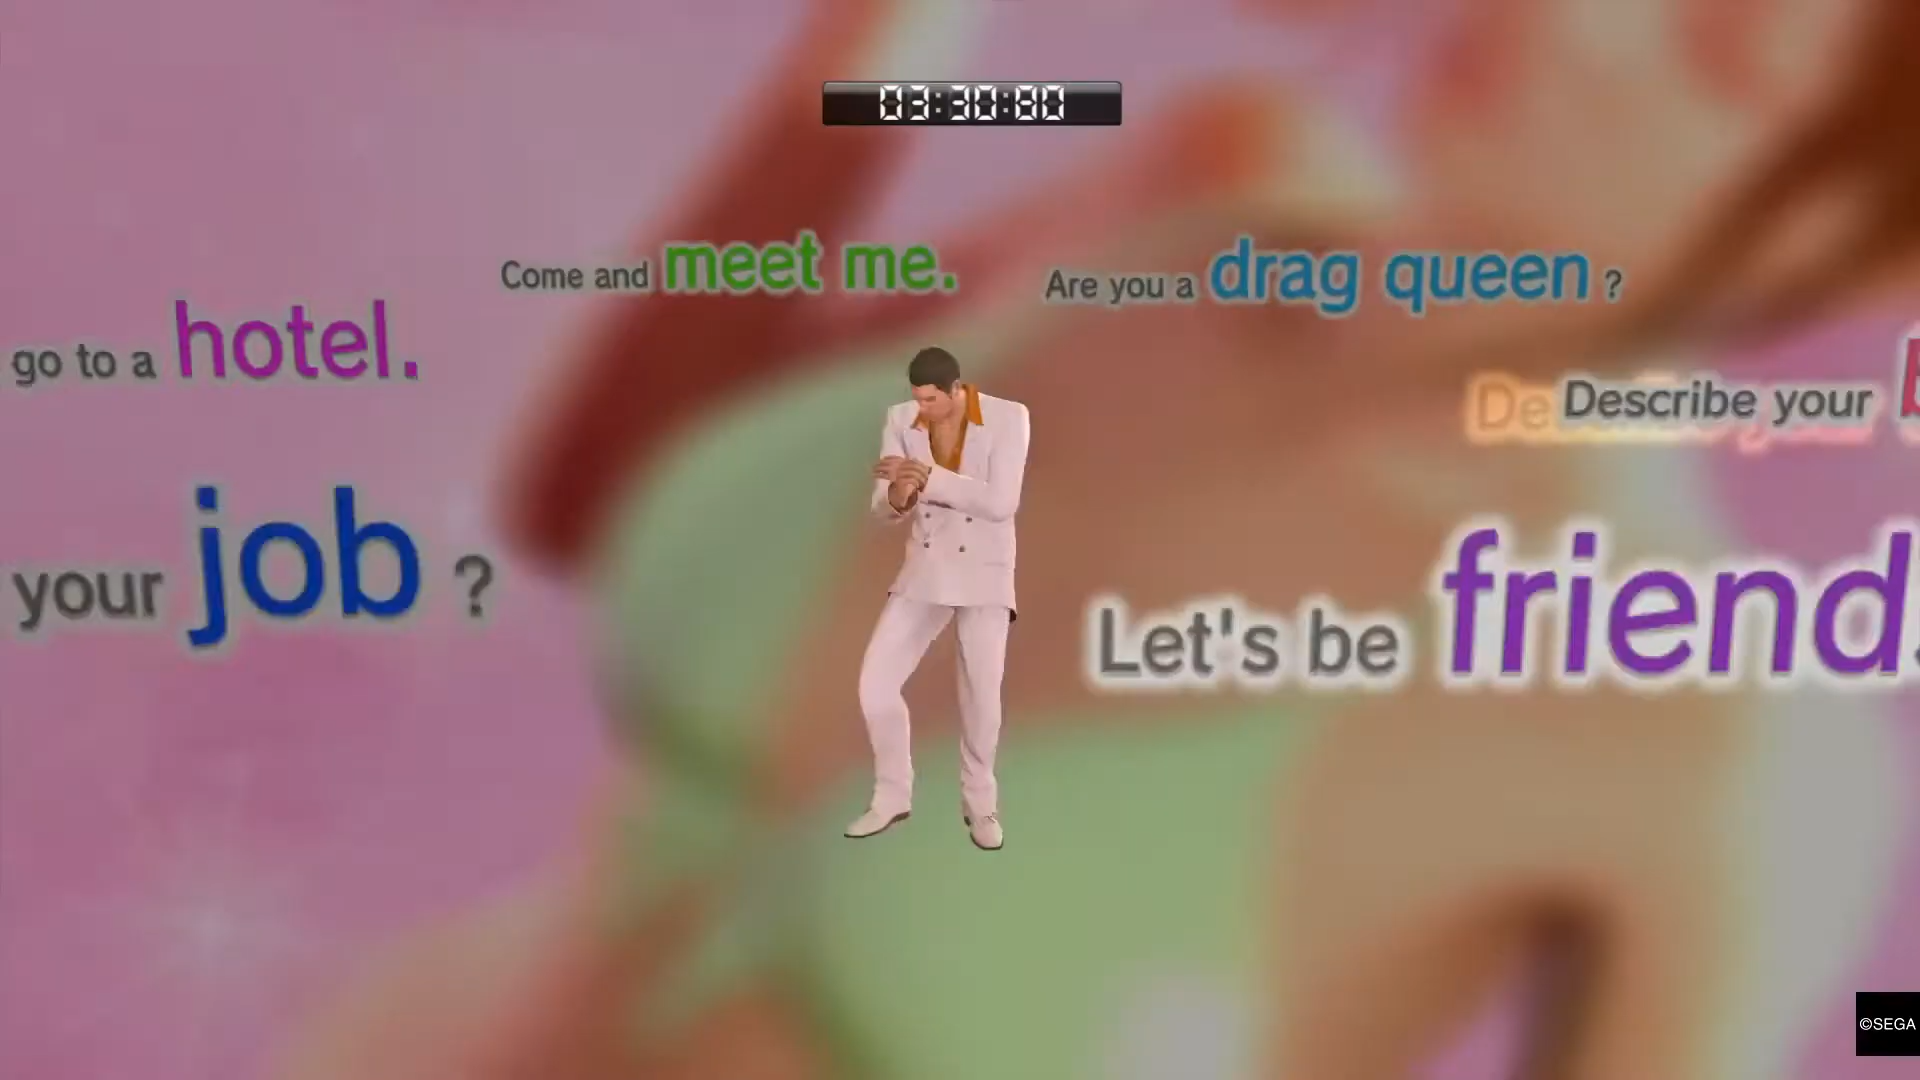 03:30:80
Come and meet me.
Are you a drag queen ?
go to a hotel.
Describe your
your job ?
Let's be friend
©SEGA